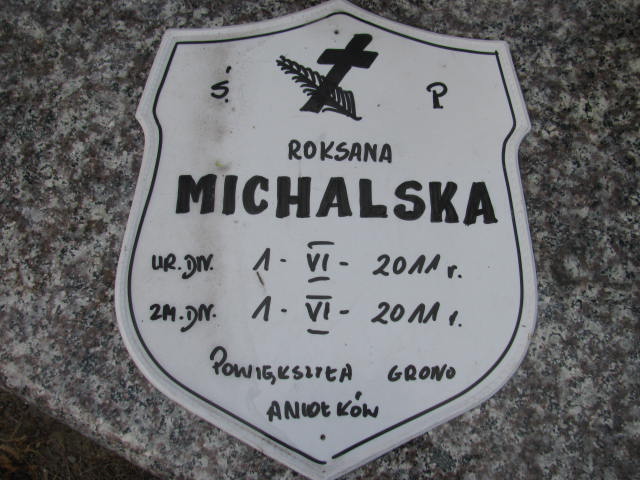 Ś. P
ROKSANA
MICHALSKA
UR. DN. 1 - VI - 2011 r.
ZM. DN. 1 - VI - 2011 r.
POWIĘKSZYŁA GRONO
ANIOŁKÓW